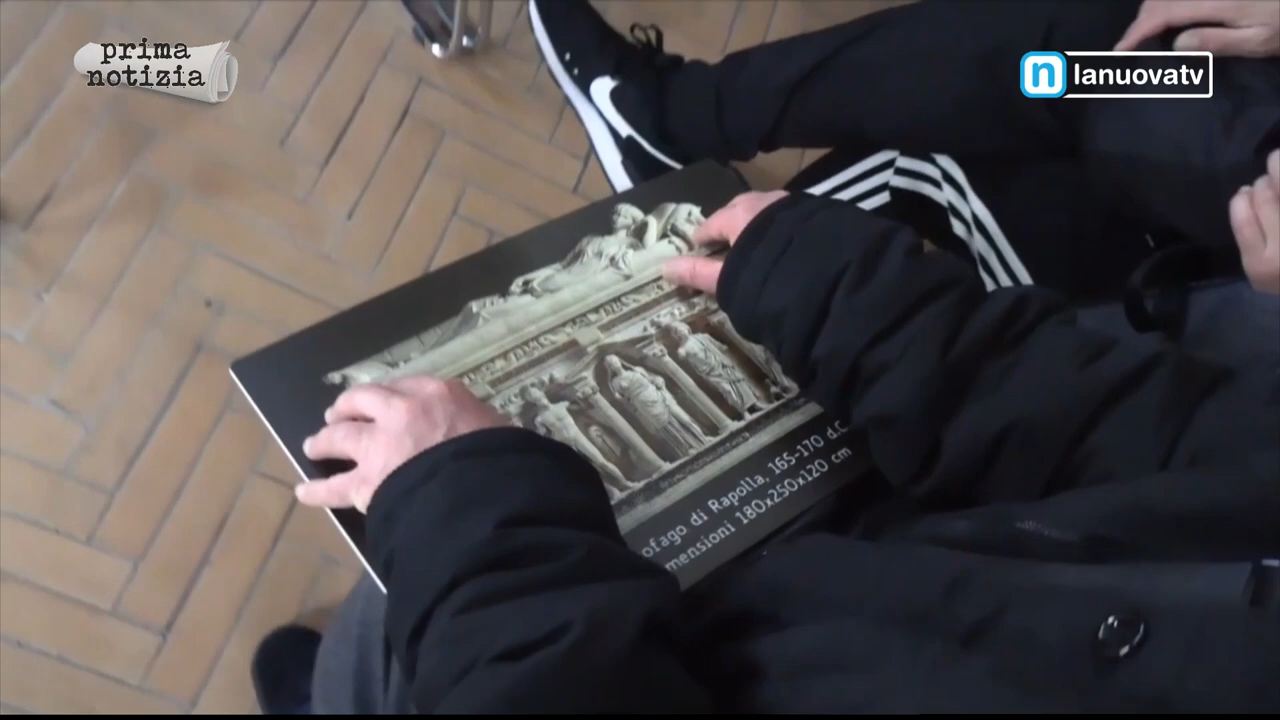 prima
notizia
n lanuovatv
ofago di Rapolla, 165-170 d.C
mensioni 180x250x120 cm